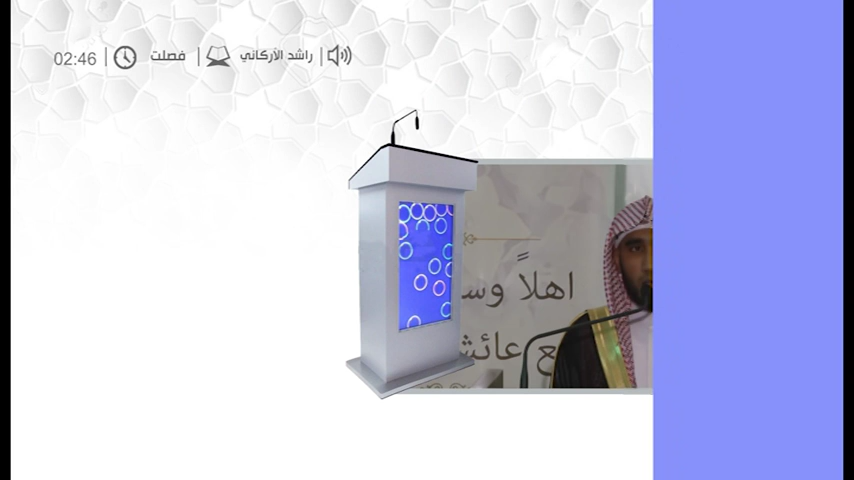 راشد الأركاني | فصلت | 02:46
اهلاً وس
ع عائش